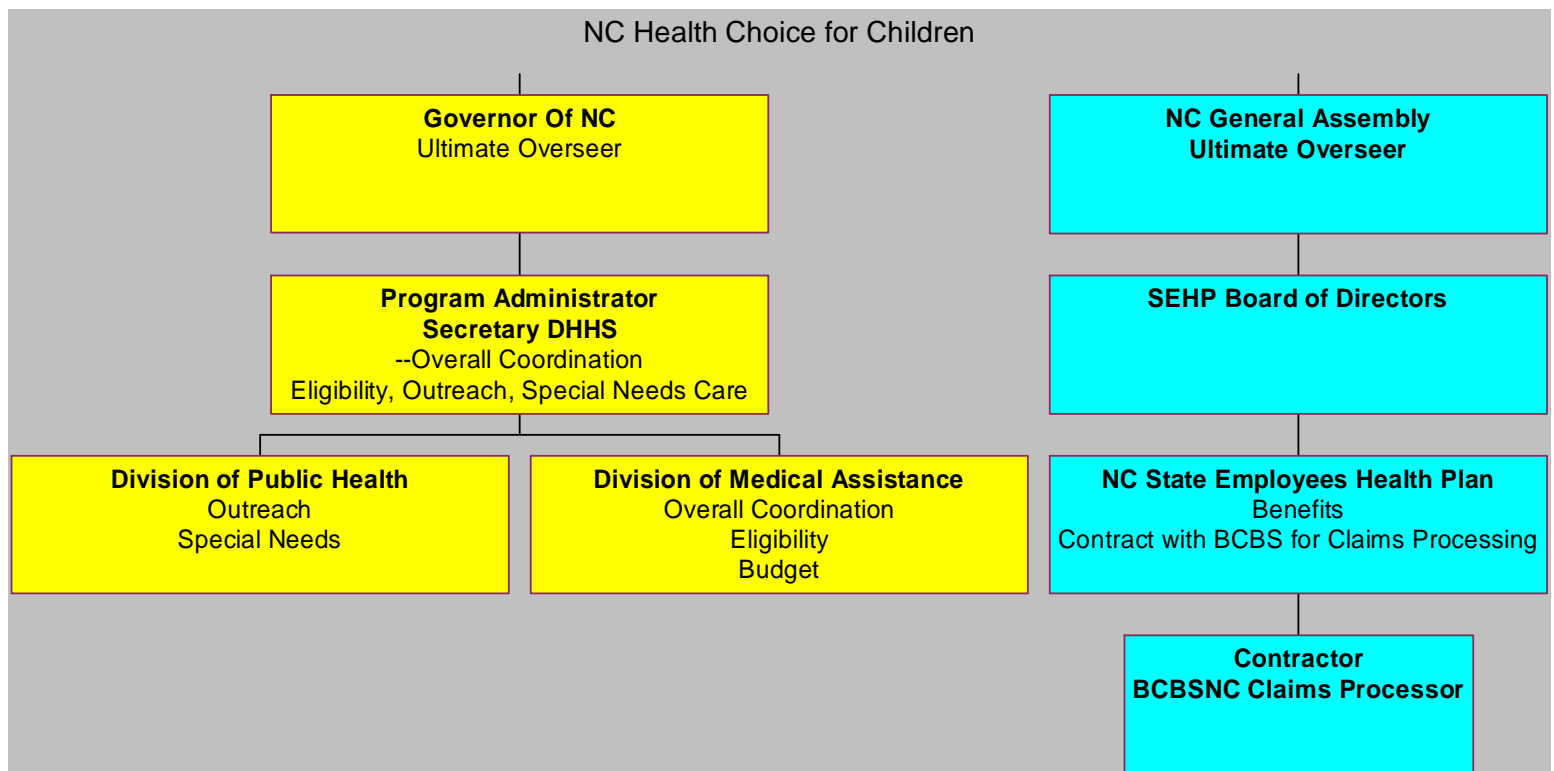 NC Health Choice for Children
Governor Of NC
Ultimate Overseer
NC General Assembly
Ultimate Overseer
Program Administrator
Secretary DHHS
--Overall Coordination
Eligibility, Outreach, Special Needs Care
SEHP Board of Directors
Division of Public Health
Outreach
Special Needs
Division of Medical Assistance
Overall Coordination
Eligibility
Budget
NC State Employees Health Plan
Benefits
Contract with BCBS for Claims Processing
Contractor
BCBSNC Claims Processor